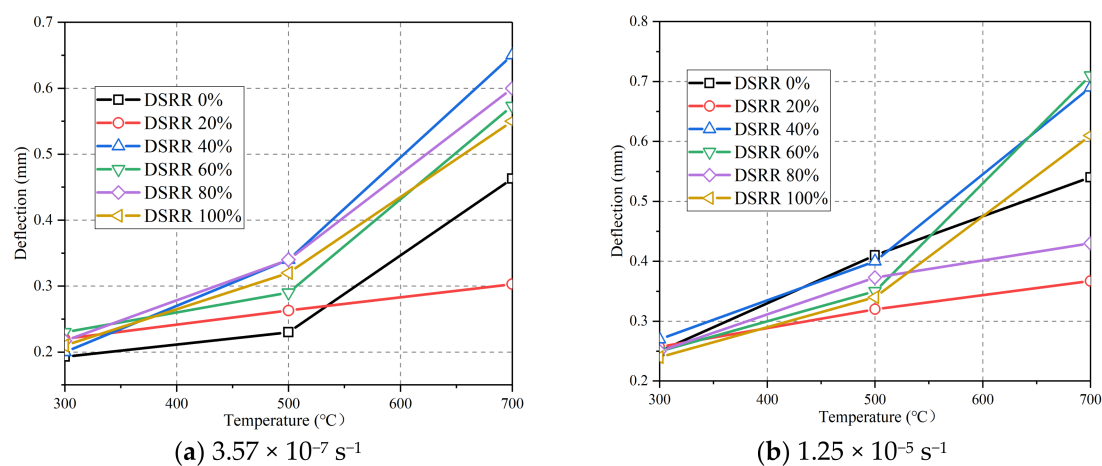 0.7
0.6
0.5
0.4
0.3
0.2
Deflection (mm)
DSRR 0%
DSRR 20%
DSRR 40%
DSRR 60%
DSRR 80%
DSRR 100%
300 400 500 600 700
Temperature (℃）
(a) 3.57 × 10⁻⁷ s⁻¹
0.8
0.7
0.6
0.5
0.4
0.3
0.2
Deflection (mm)
DSRR 0%
DSRR 20%
DSRR 40%
DSRR 60%
DSRR 80%
DSRR 100%
300 400 500 600 700
Temperature (℃）
(b) 1.25 × 10⁻⁵ s⁻¹